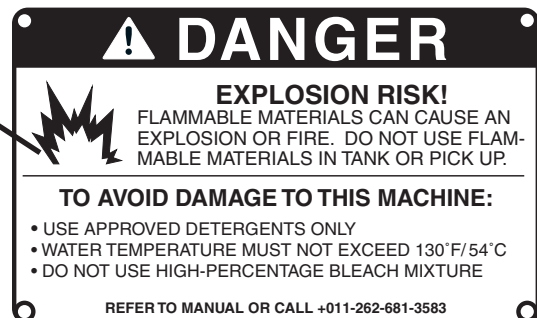 DANGER
EXPLOSION RISK!
FLAMMABLE MATERIALS CAN CAUSE AN
EXPLOSION OR FIRE. DO NOT USE FLAM-
MABLE MATERIALS IN TANK OR PICK UP.
TO AVOID DAMAGE TO THIS MACHINE:
• USE APPROVED DETERGENTS ONLY
• WATER TEMPERATURE MUST NOT EXCEED 130˚F/54˚C
• DO NOT USE HIGH-PERCENTAGE BLEACH MIXTURE
REFER TO MANUAL OR CALL +011-262-681-3583